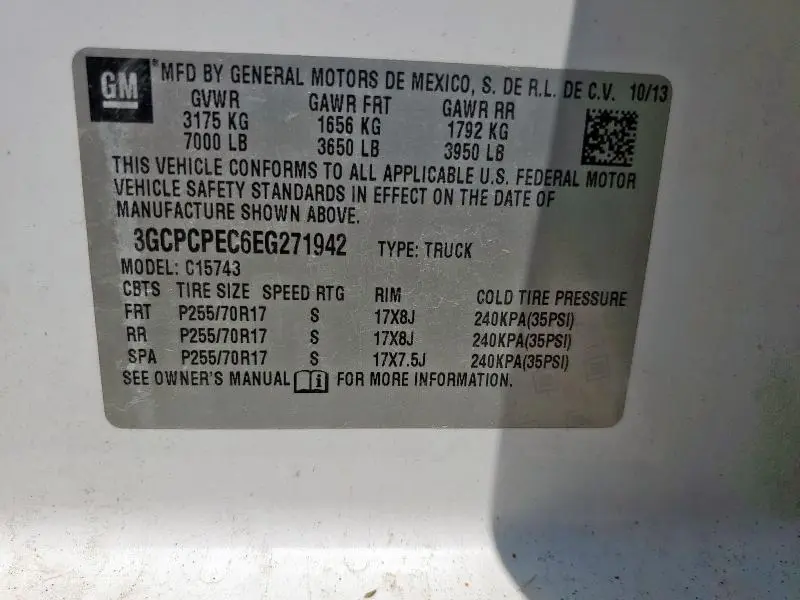 GM
*MFD BY GENERAL MOTORS DE MEXICO, S. DE R.L. DE C.V. 10/13
GVWR GAWR FRT GAWR RR
3175 KG 1656 KG 1792 KG
7000 LB 3650 LB 3950 LB
THIS VEHICLE CONFORMS TO ALL APPLICABLE U.S. FEDERAL MOTOR
VEHICLE SAFETY STANDARDS IN EFFECT ON THE DATE OF
MANUFACTURE SHOWN ABOVE.
3GCPCPEC6EG271942 TYPE: TRUCK
MODEL: C15743
CBTS TIRE SIZE SPEED RTG RIM COLD TIRE PRESSURE
FRT P255/70R17 S 17X8J 240KPA(35PSI)
RR P255/70R17 S 17X8J 240KPA(35PSI)
SPA P255/70R17 S 17X7.5J 240KPA(35PSI)
SEE OWNER'S MANUAL FOR MORE INFORMATION.